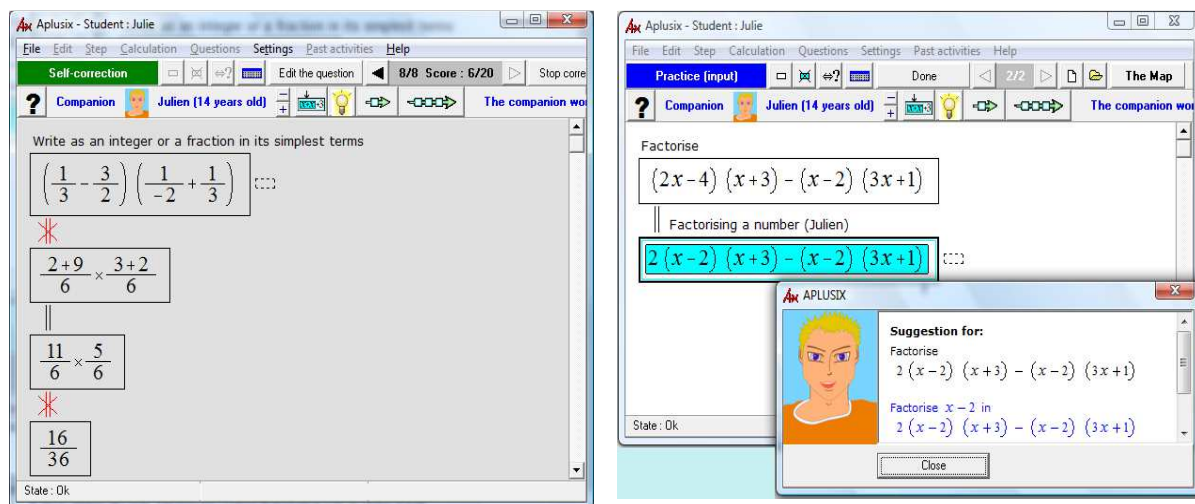 Aplusix - Student : Julie
File Edit Step Calculation Questions Settings Past activities Help
Self-correction Edit the question 8/8 Score : 6/20 Stop corre
? Companion Julien (14 years old) The companion wo
Write as an integer or a fraction in its simplest terms
(1/3 - 3/2) (1/-2 + 1/3)
2+9/6 × 3+2/6
11/6 × 5/6
16/36
State : Ok
Aplusix - Student : Julie
File Edit Step Calculation Questions Settings Past activities Help
Practice (input) Done 2/2 The Map
? Companion Julien (14 years old) The companion wor
Factorise
(2x-4) (x+3) - (x-2) (3x+1)
Factorising a number (Julien)
2 (x-2) (x+3) - (x-2) (3x+1)
APLUSIX
Suggestion for:
Factorise
2 (x-2) (x+3) - (x-2) (3x+1)
Factorise x - 2 in
2 (x-2) (x+3) - (x-2) (3x+1)
Close
State : Ok